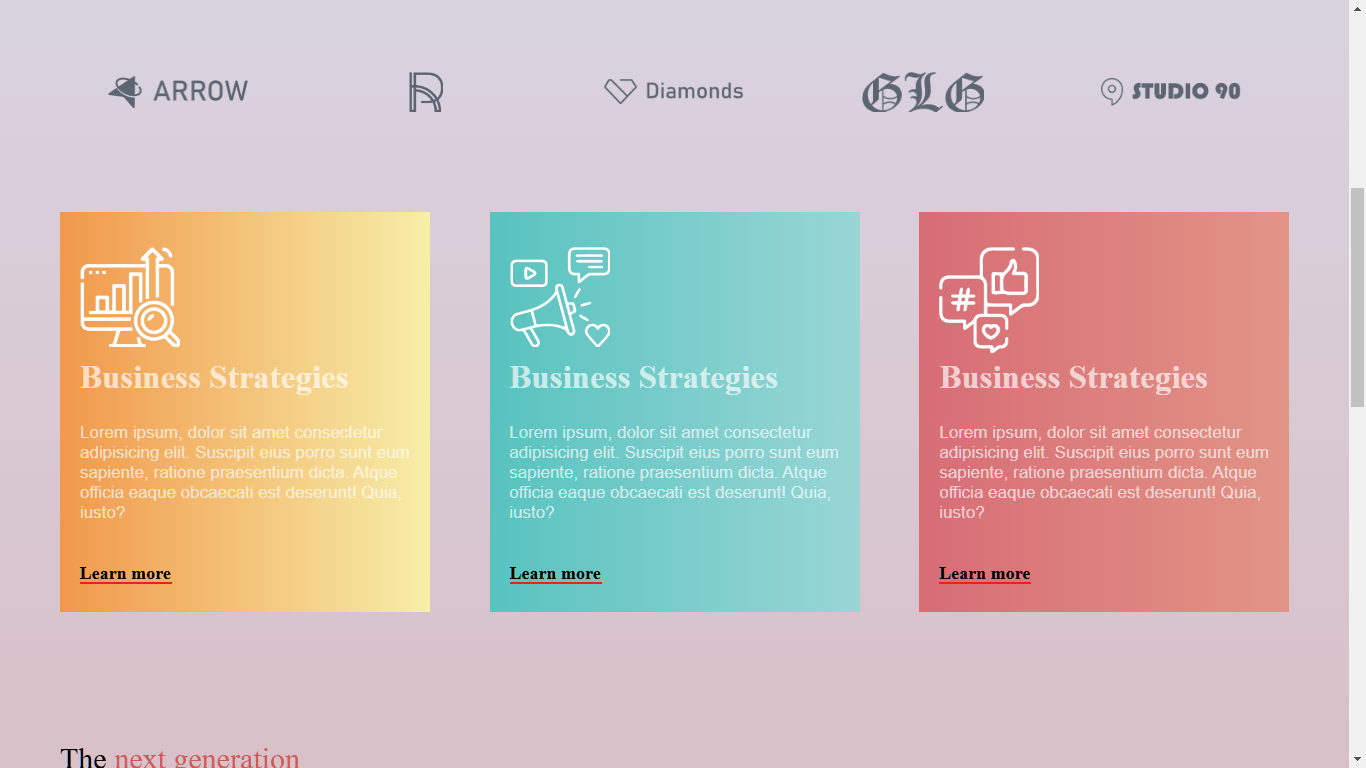 ARROW
R
Diamonds
GLG
STUDIO 90
Business Strategies
Lorem ipsum, dolor sit amet consectetur
adipisicing elit. Suscipit eius porro sunt eum
sapiente, ratione praesentium dicta. Atque
officia eaque obcaecati est deserunt! Quia,
iusto?
Learn more
Business Strategies
Lorem ipsum, dolor sit amet consectetur
adipisicing elit. Suscipit eius porro sunt eum
sapiente, ratione praesentium dicta. Atque
officia eaque obcaecati est deserunt! Quia,
iusto?
Learn more
#
Business Strategies
Lorem ipsum, dolor sit amet consectetur
adipisicing elit. Suscipit eius porro sunt eum
sapiente, ratione praesentium dicta. Atque
officia eaque obcaecati est deserunt! Quia,
iusto?
Learn more
The next generation